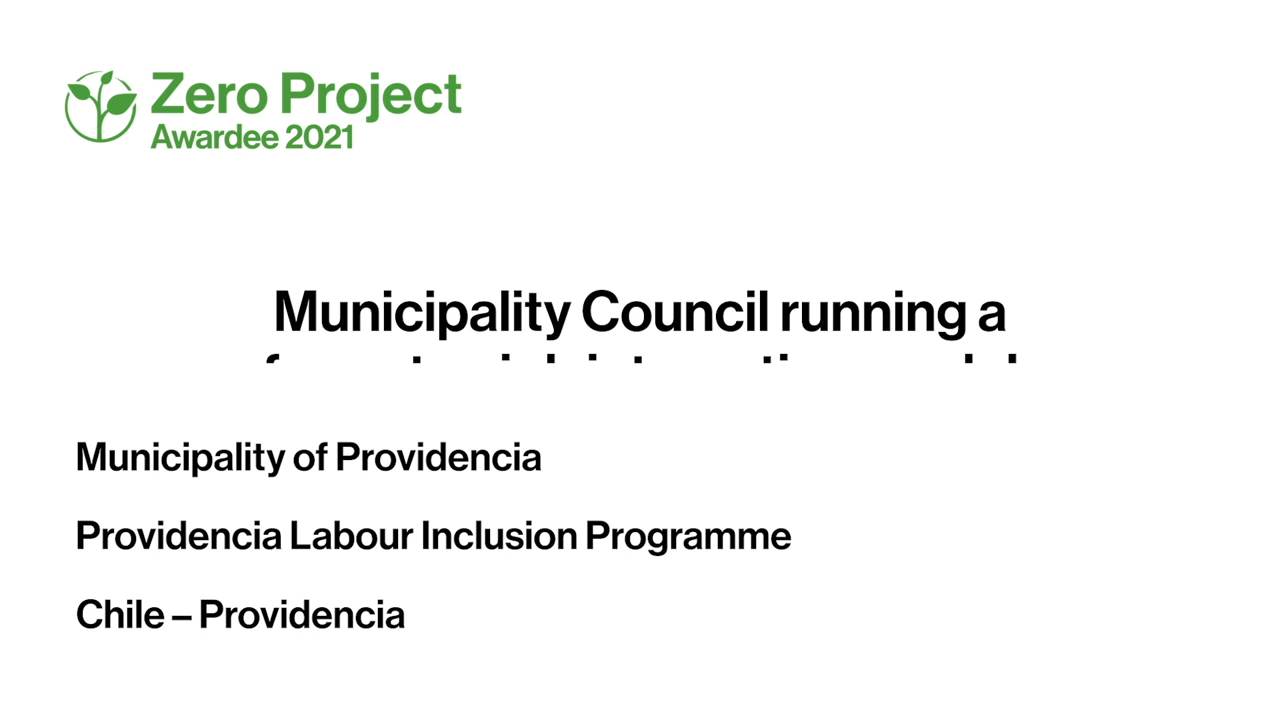 Zero Project
Awardee 2021
Municipality Council running a
Municipality of Providencia
Providencia Labour Inclusion Programme
Chile – Providencia